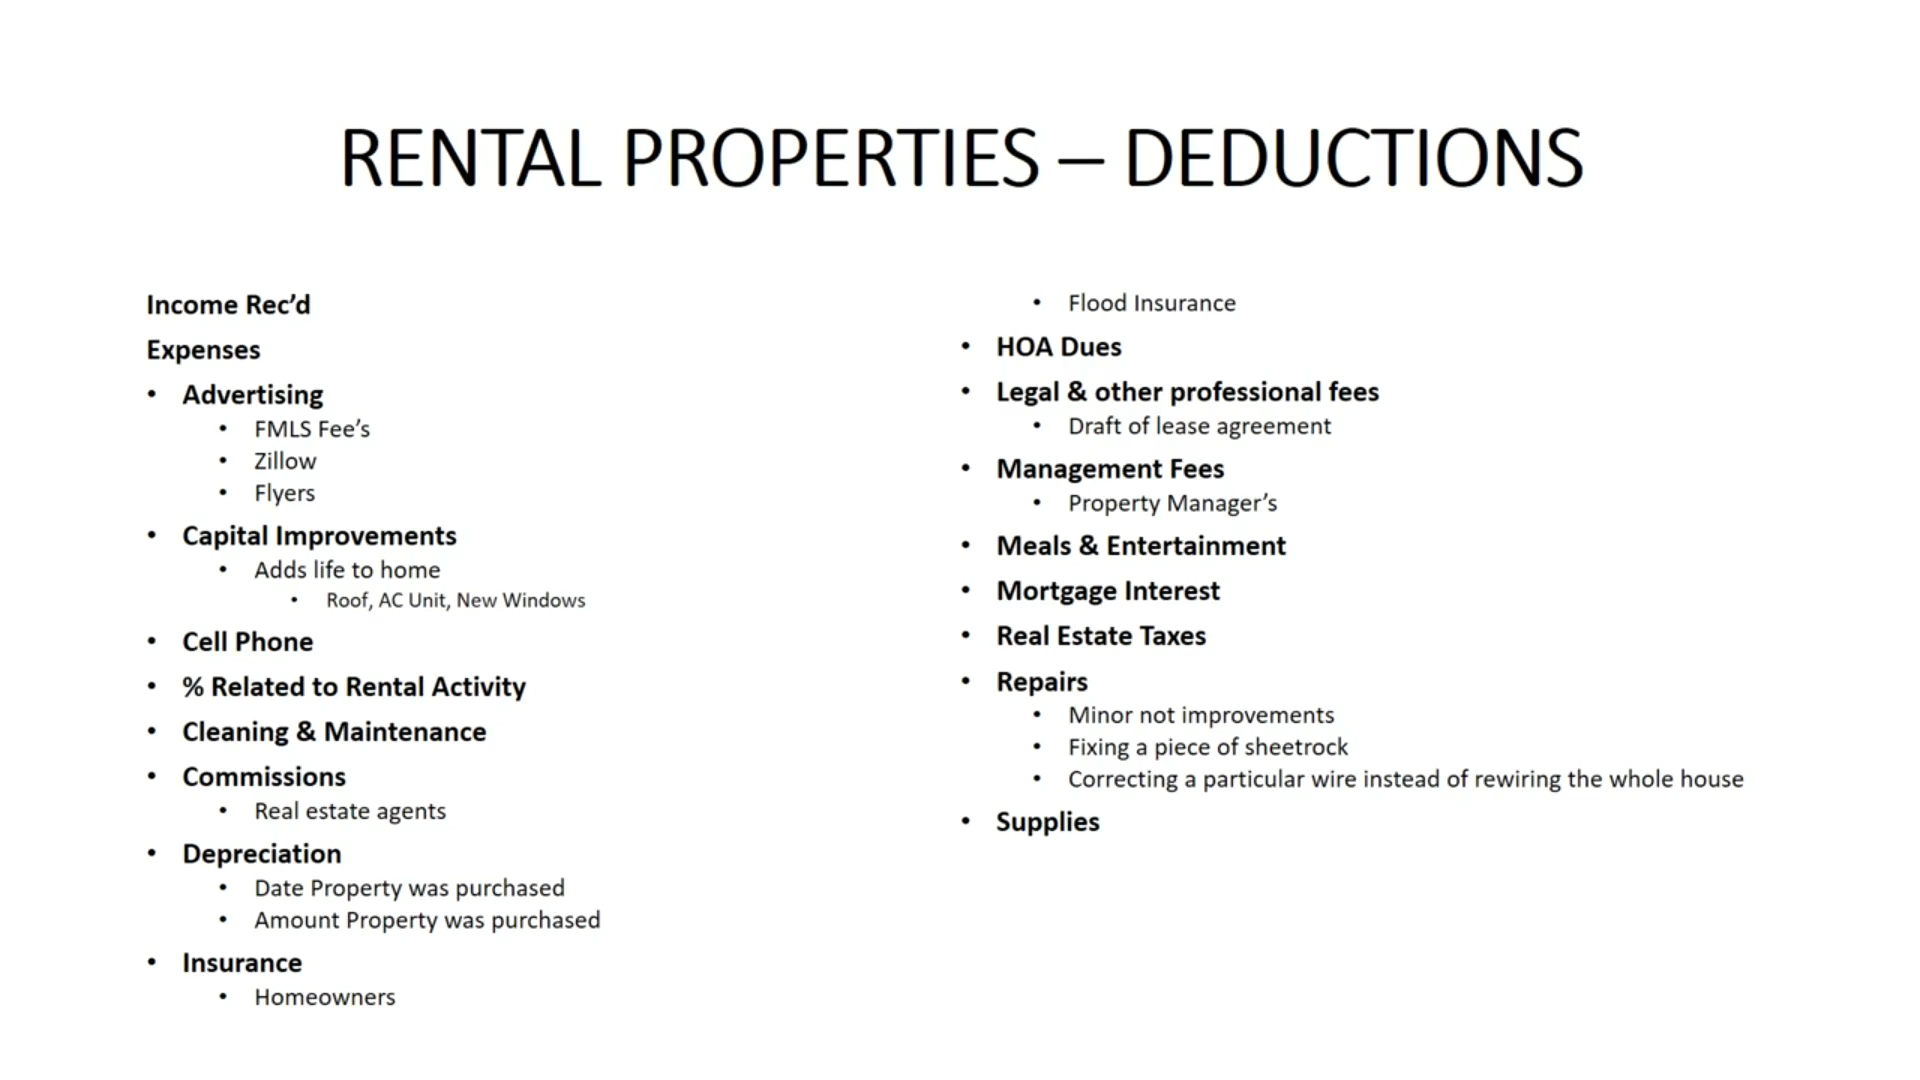 RENTAL PROPERTIES – DEDUCTIONS
Income Rec’d
Expenses
• Advertising
• FMLS Fee’s
• Zillow
• Flyers
• Capital Improvements
• Adds life to home
• Roof, AC Unit, New Windows
• Cell Phone
• % Related to Rental Activity
• Cleaning & Maintenance
• Commissions
• Real estate agents
• Depreciation
• Date Property was purchased
• Amount Property was purchased
• Insurance
• Homeowners
• Flood Insurance
• HOA Dues
• Legal & other professional fees
• Draft of lease agreement
• Management Fees
• Property Manager’s
• Meals & Entertainment
• Mortgage Interest
• Real Estate Taxes
• Repairs
• Minor not improvements
• Fixing a piece of sheetrock
• Correcting a particular wire instead of rewiring the whole house
• Supplies